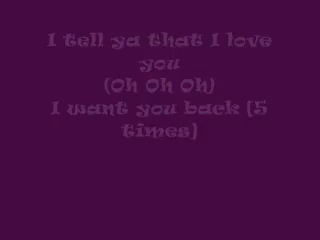 I tell ya that I love
you
(Oh Oh Oh)
I want you back [5
times]